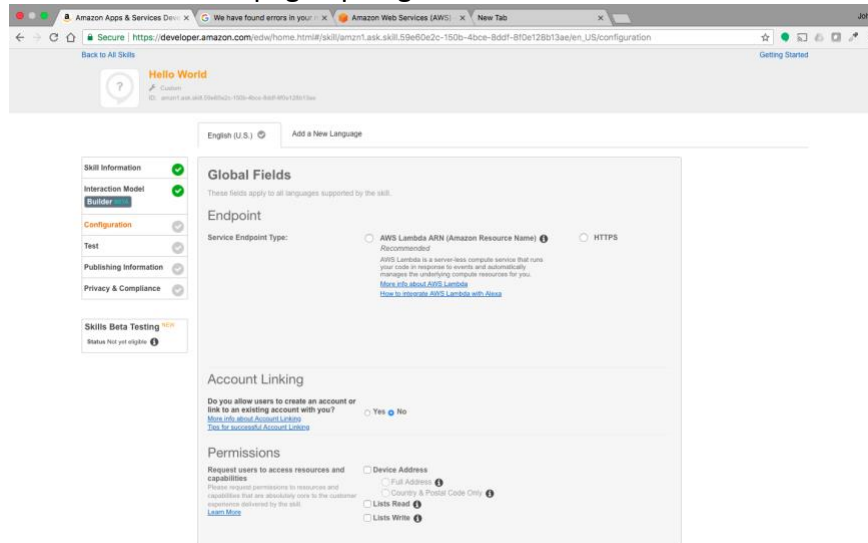 Amazon Apps & Services Dev
We have found errors in your
Amazon Web Services (AWS)
New Tab
Secure | https://developer.amazon.com/edw/home.html#/skill/amzn1.ask.skill.59e60e2c-150b-4bce-8ddf-8f0e128b13ae/en_US/configuration
Back to All Skills
Getting Started
Hello World
Custom
English (U.S.)
Add a New Language
Skill Information
Interaction Model
Builder BETA
Configuration
Test
Publishing Information
Privacy & Compliance
Skills Beta Testing NEW
Status Not yet eligible
Global Fields
These fields apply to all languages supported by the skill.
Endpoint
Service Endpoint Type:
AWS Lambda ARN (Amazon Resource Name)
HTTPS
Recommended
AWS Lambda is a server-less compute service that runs
your code in response to events and automatically
manages the underlying compute resources for you.
More info about AWS Lambda
How to integrate AWS Lambda with Alexa
Account Linking
Do you allow users to create an account or
link to an existing account with you?
Yes
No
More info about Account Linking
Tips for successful Account Linking
Permissions
Request users to access resources and
capabilities
Please request permissions to resources and
capabilities that are absolutely core to the customer
experience delivered by the skill.
Learn More
Device Address
Full Address
Country & Postal Code Only
Lists Read
Lists Write